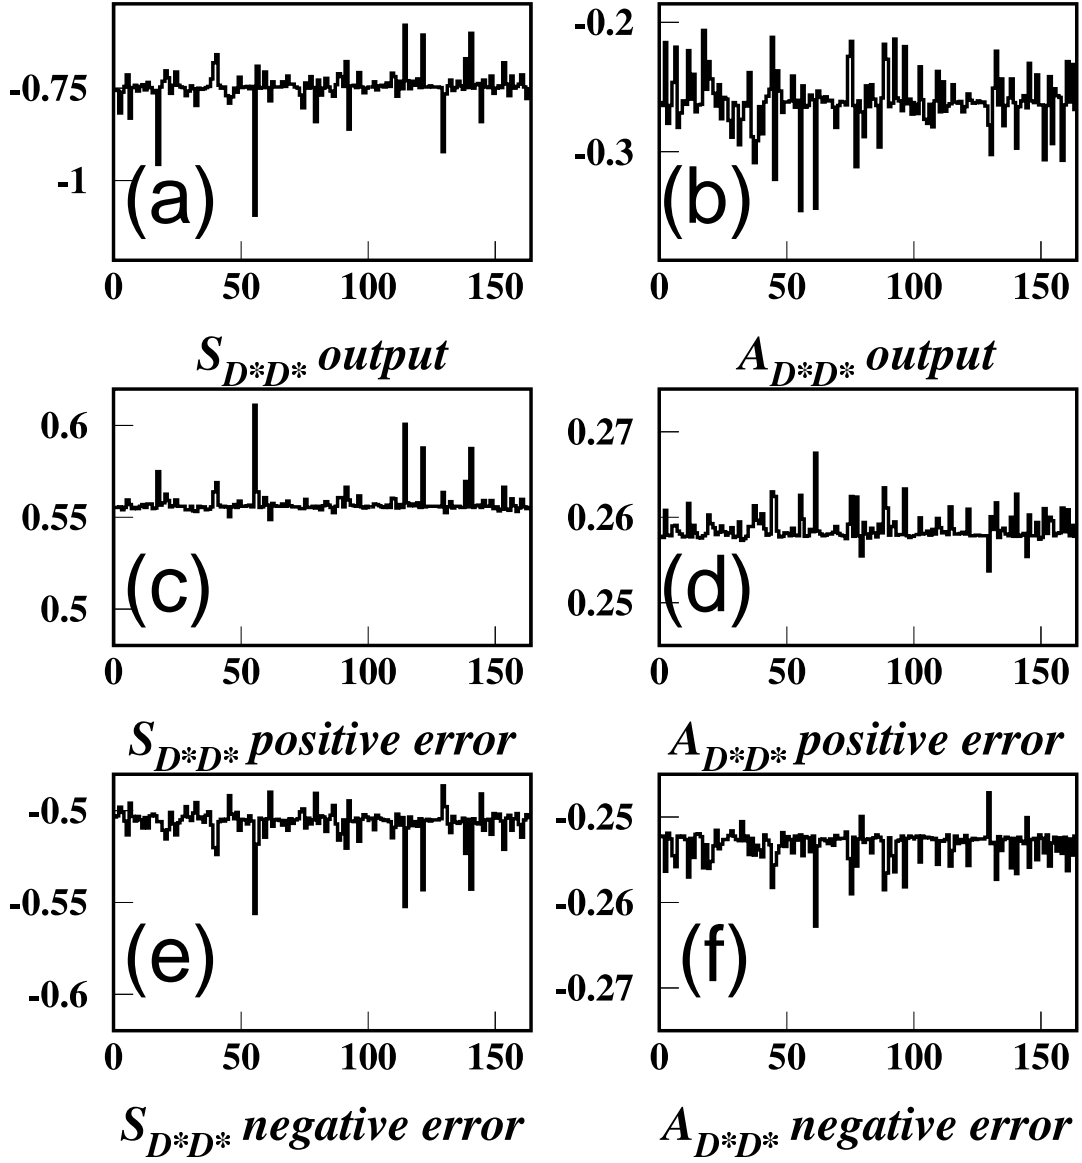 -0.75
-1
(a)
0 50 100 150
S_{D*D*} output
-0.2
-0.3
(b)
0 50 100 150
A_{D*D*} output
0.6
0.55
0.5
(c)
0 50 100 150
S_{D*D*} positive error
0.27
0.26
0.25
(d)
0 50 100 150
A_{D*D*} positive error
-0.5
-0.55
-0.6
(e)
0 50 100 150
S_{D*D*} negative error
-0.25
-0.26
-0.27
(f)
0 50 100 150
A_{D*D*} negative error